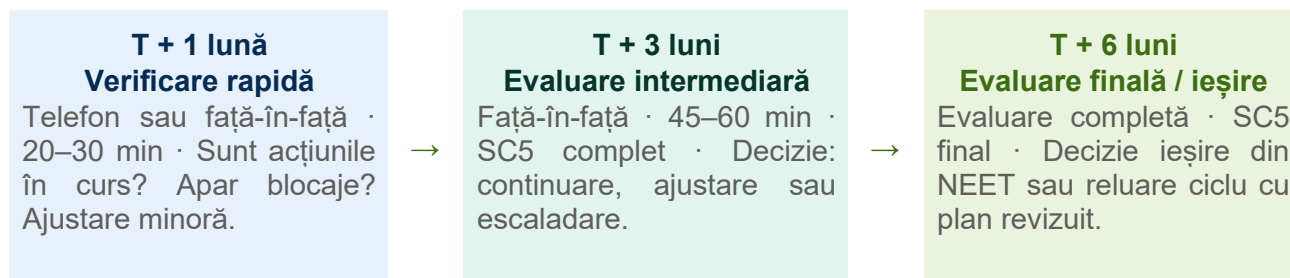 T + 1 lună
Verificare rapidă
Telefon sau față-în-față ·
20–30 min · Sunt acțiunile
în curs? Apar blocaje?
Ajustare minoră.
→
T + 3 luni
Evaluare intermediară
Față-în-față · 45–60 min ·
SC5 complet · Decizie:
continuare, ajustare sau
escaladare.
→
T + 6 luni
Evaluare finală / ieșire
Evaluare completă · SC5
final · Decizie ieșire din
NEET sau reluare ciclu cu
plan revizuit.